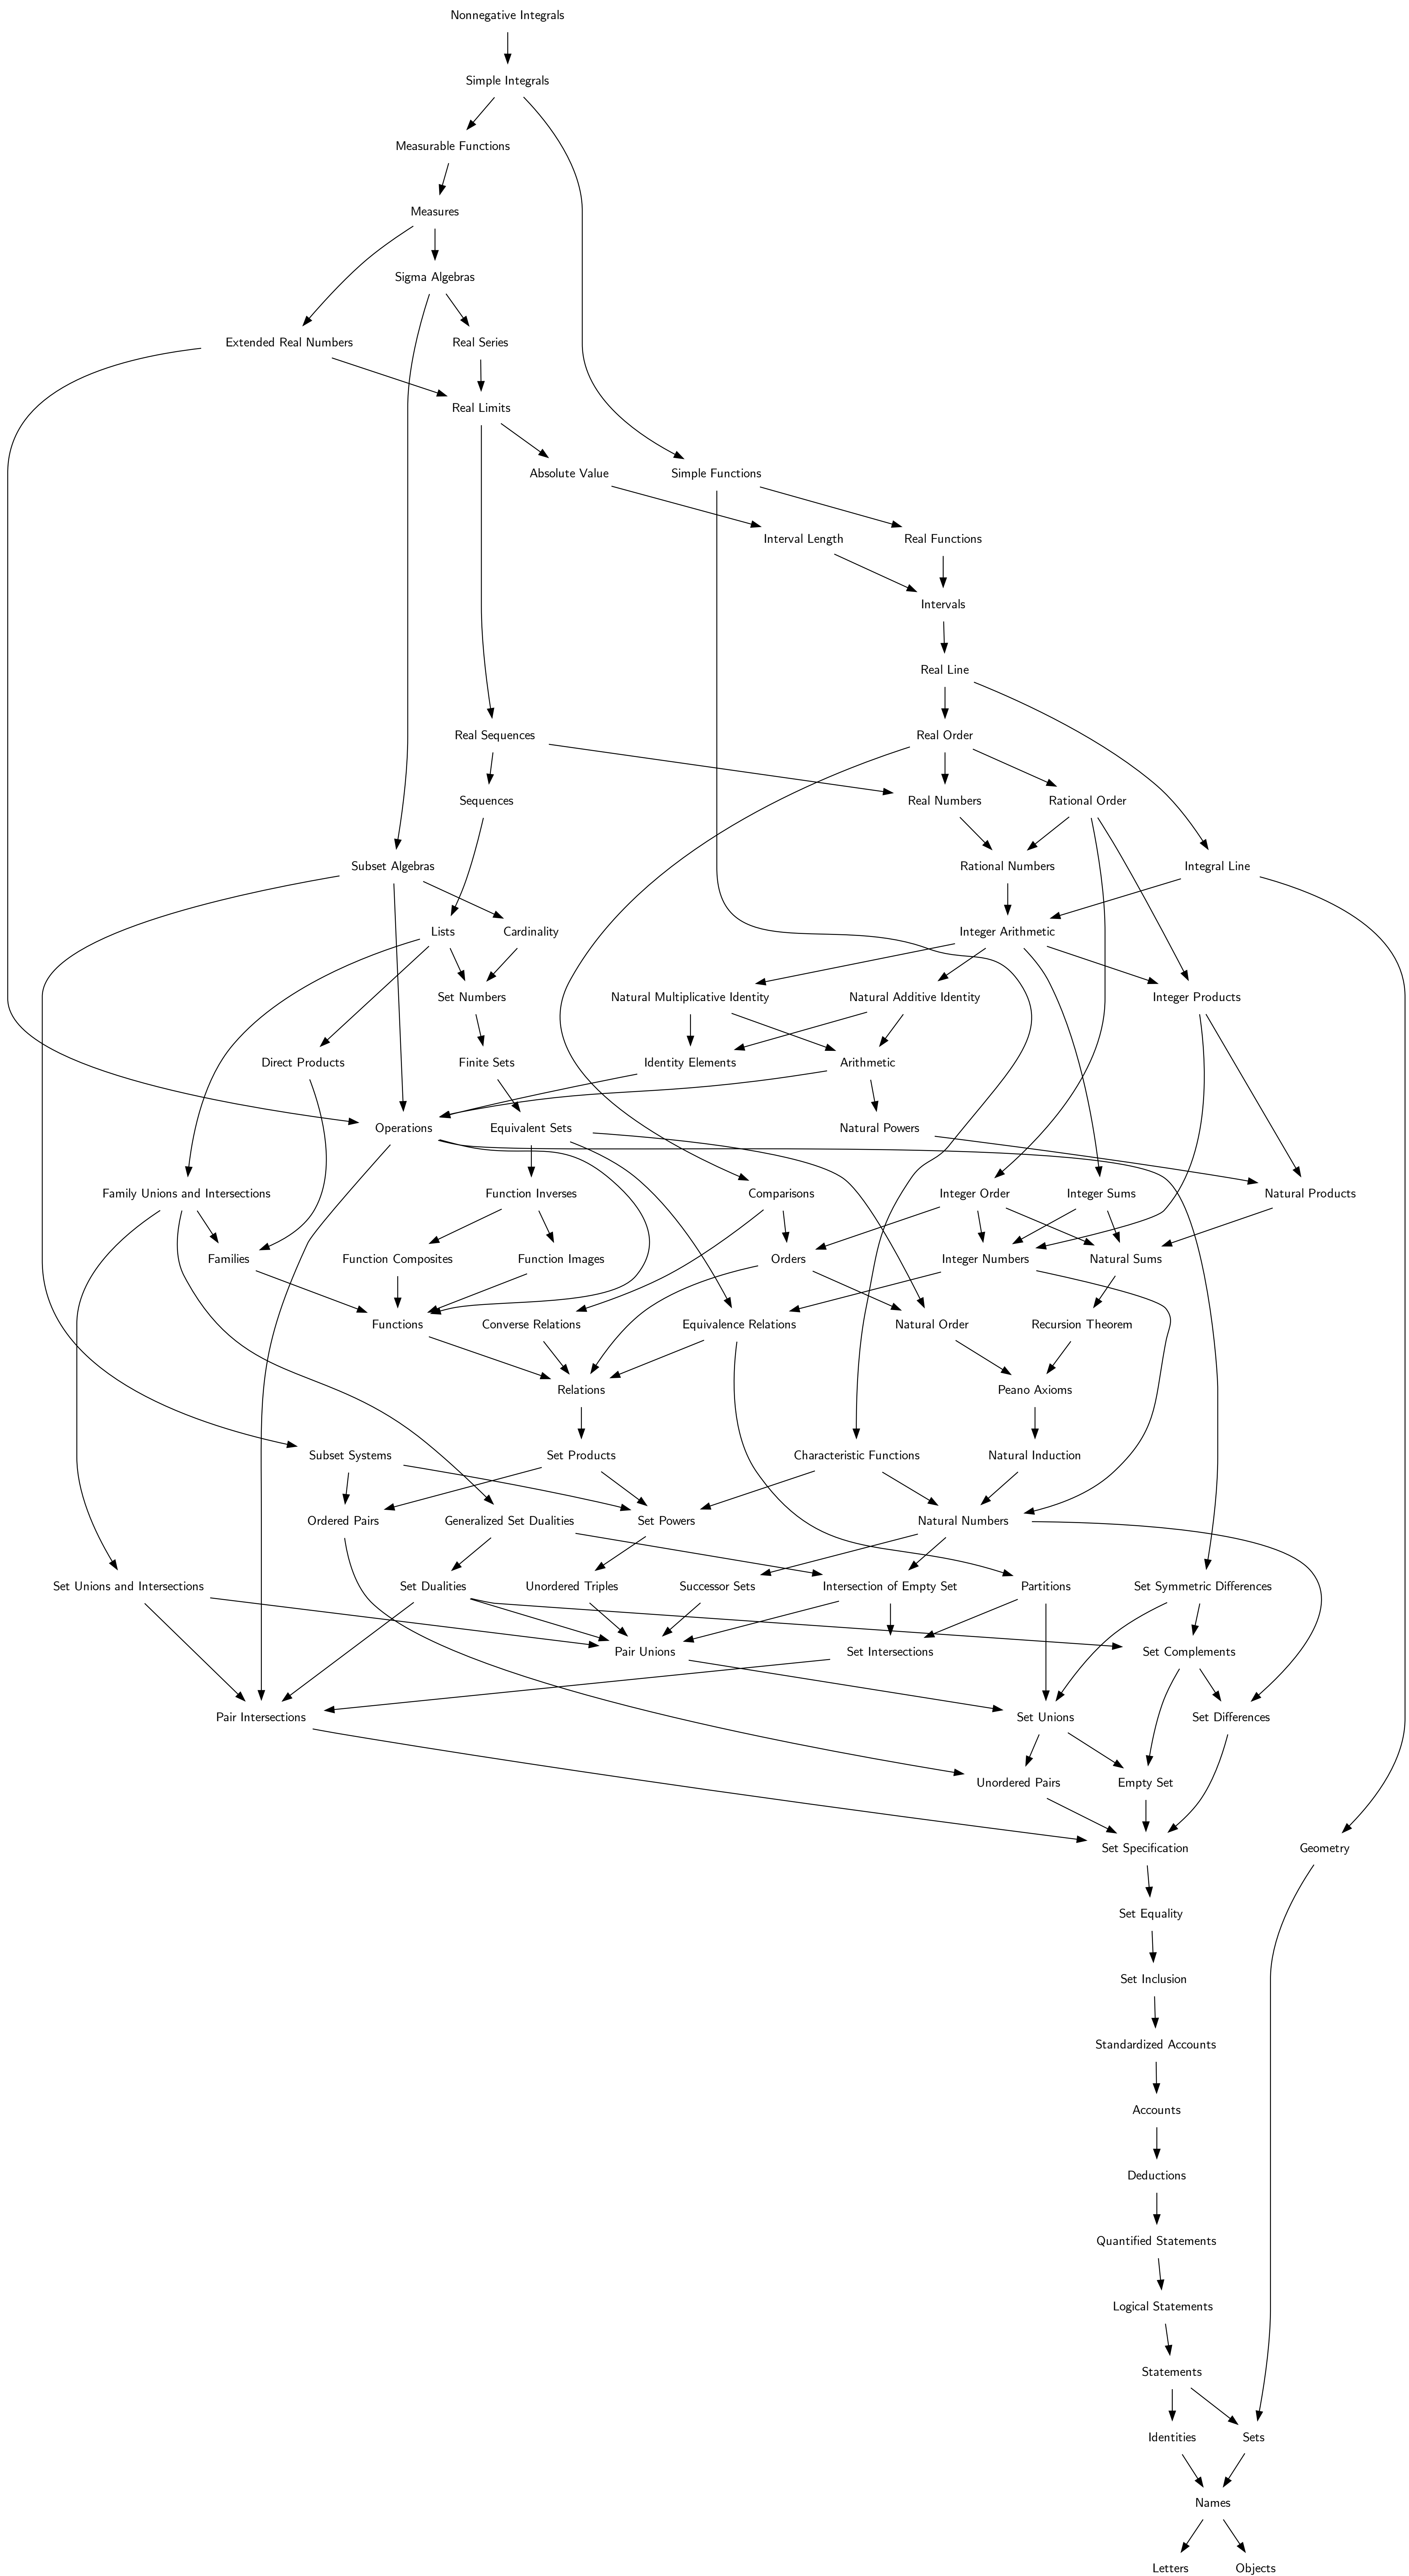 Nonnegative Integrals
Simple Integrals
Measurable Functions
Measures
Sigma Algebras
Extended Real Numbers
Real Series
Real Limits
Absolute Value
Simple Functions
Interval Length
Real Functions
Intervals
Real Line
Real Sequences
Real Order
Sequences
Real Numbers
Rational Order
Subset Algebras
Rational Numbers
Integral Line
Lists
Cardinality
Integer Arithmetic
Set Numbers
Natural Multiplicative Identity
Natural Additive Identity
Integer Products
Direct Products
Finite Sets
Identity Elements
Arithmetic
Operations
Equivalent Sets
Natural Powers
Family Unions and Intersections
Function Inverses
Comparisons
Integer Order
Integer Sums
Natural Products
Families
Function Composites
Function Images
Orders
Integer Numbers
Natural Sums
Functions
Converse Relations
Equivalence Relations
Natural Order
Recursion Theorem
Relations
Peano Axioms
Subset Systems
Set Products
Characteristic Functions
Natural Induction
Ordered Pairs
Generalized Set Dualities
Set Powers
Natural Numbers
Set Unions and Intersections
Set Dualities
Unordered Triples
Successor Sets
Intersection of Empty Set
Partitions
Set Symmetric Differences
Pair Unions
Set Intersections
Set Complements
Pair Intersections
Set Unions
Set Differences
Unordered Pairs
Empty Set
Set Specification
Geometry
Set Equality
Set Inclusion
Standardized Accounts
Accounts
Deductions
Quantified Statements
Logical Statements
Statements
Identities
Sets
Names
Letters
Objects